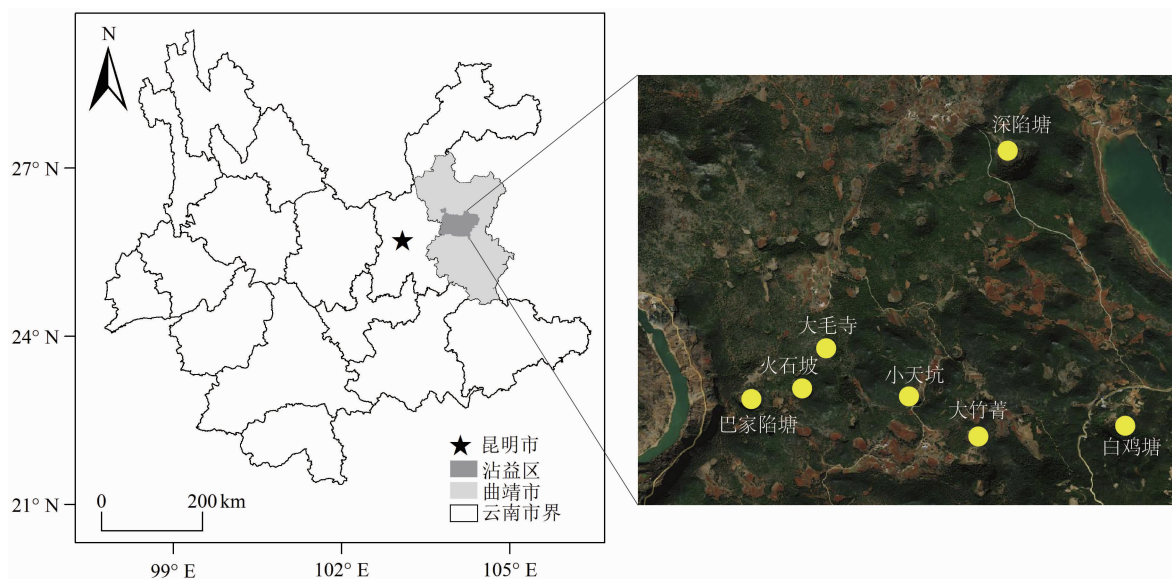 N
27° N
24° N
21° N
99° E
102° E
105° E
0
200 km
昆明市
沾益区
曲靖市
云南市界
深陷塘
大毛寺
火石坡
巴家陷塘
小天坑
大竹菁
白鸡塘